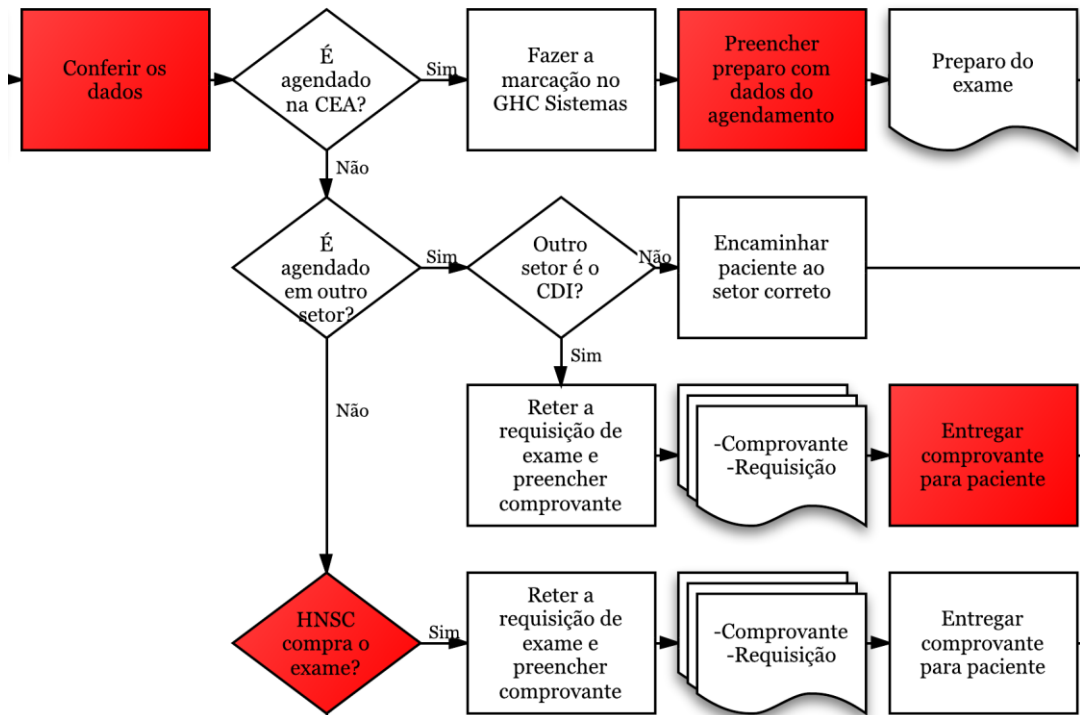 Conferir os
dados
É
agendado
na CEA?
Sim
Fazer a
marcação no
GHC Sistemas
Preencher
preparo com
dados do
agendamento
Preparo do
exame
Não
É
agendado
em outro
setor?
Sim
Outro
setor é o
CDI?
Não
Encaminhar
paciente ao
setor correto
Sim
Não
Reter a
requisição de
exame e
preencher
comprovante
-Comprovante
-Requisição
Entregar
comprovante
para paciente
HNSC
compra o
exame?
Sim
Reter a
requisição de
exame e
preencher
comprovante
-Comprovante
-Requisição
Entregar
comprovante
para paciente